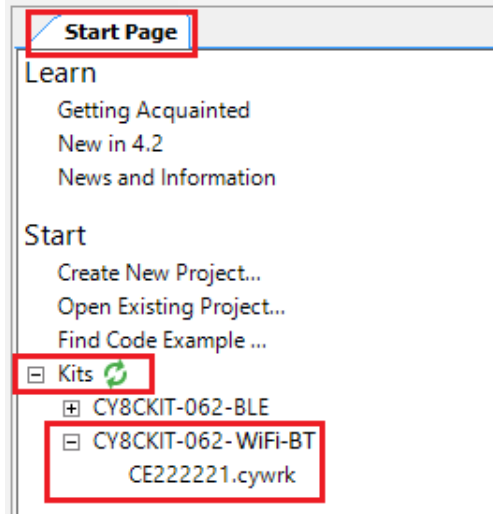 Start Page
Learn
Getting Acquainted
New in 4.2
News and Information
Start
Create New Project...
Open Existing Project...
Find Code Example ...
Kits
CY8CKIT-062-BLE
CY8CKIT-062-WiFi-BT
CE222221.cywrk